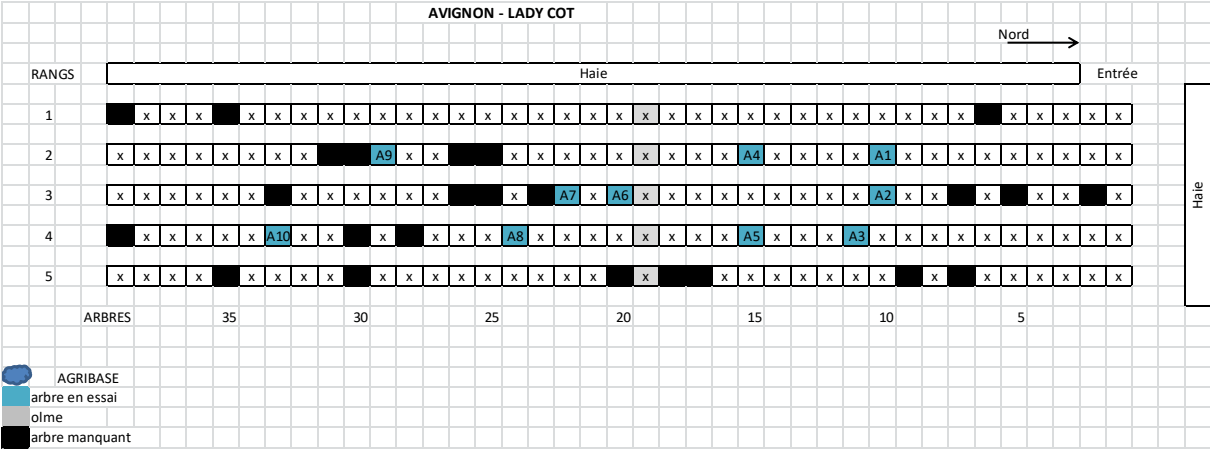 AVIGNON - LADY COT
Nord
RANGS Haie Entrée
1 x x x x x x x x x x x x x x x x x x x x x x x x x x x x x x x x x x x x
2 x x x x x x x x A9 x x x x x x x x x x x A4 x x x x A1 x x x x x x x x x
3 x x x x x x x x x x x x x A7 x A6 x x x x x x x x x A2 x x x x x x
4 x x x x x A10 x x x x x x A8 x x x x x x x x A5 x x x A3 x x x x x x x x x x
5 x x x x x x x x x x x x x x x x x x x x x x x x x x x x x x x x
Haie
ARBRES 35 30 25 20 15 10 5
AGRIBASE
arbre en essai
olme
arbre manquant